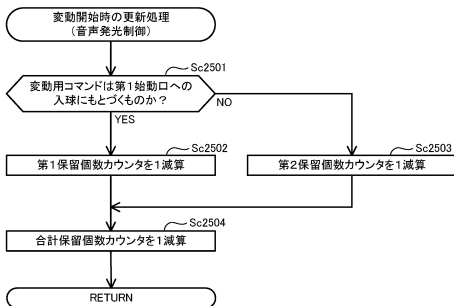 変動開始時の更新処理
（音声発光制御）
Sc2501
変動用コマンドは第1始動口への
入球にもとづくものか？
NO
YES
Sc2502
第1保留個数カウンタを1減算
Sc2503
第2保留個数カウンタを1減算
Sc2504
合計保留個数カウンタを1減算
RETURN